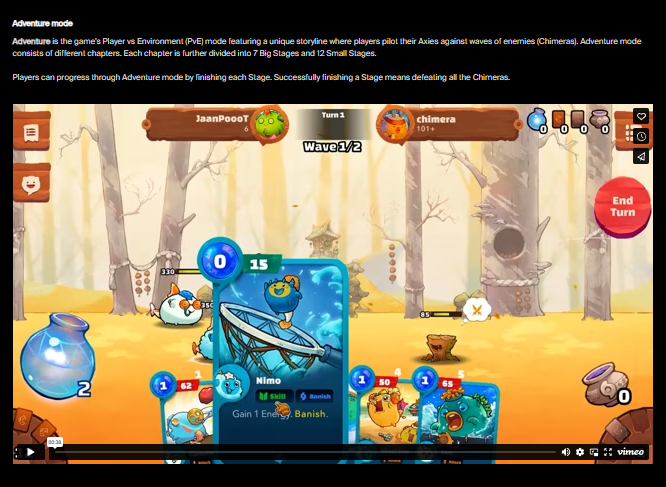 Adventure mode
Adventure is the game's Player vs Environment (PvE) mode featuring a unique storyline where players pilot their Axies against waves of enemies (Chimeras). Adventure mode
consists of different chapters. Each chapter is further divided into 7 Big Stages and 12 Small Stages.
Players can progress through Adventure mode by finishing each Stage. Successfully finishing a Stage means defeating all the Chimeras.
JaanPoooT
6
Turn 1
Wave 1/2
chimera
101+
0 0 0 0
End
Turn
330
350
85
0 15
2
Nimo
Skill Banish
Gain 1 Energy. Banish.
1 62 1
1 50 4
1 65 5
0
00:38
vimeo